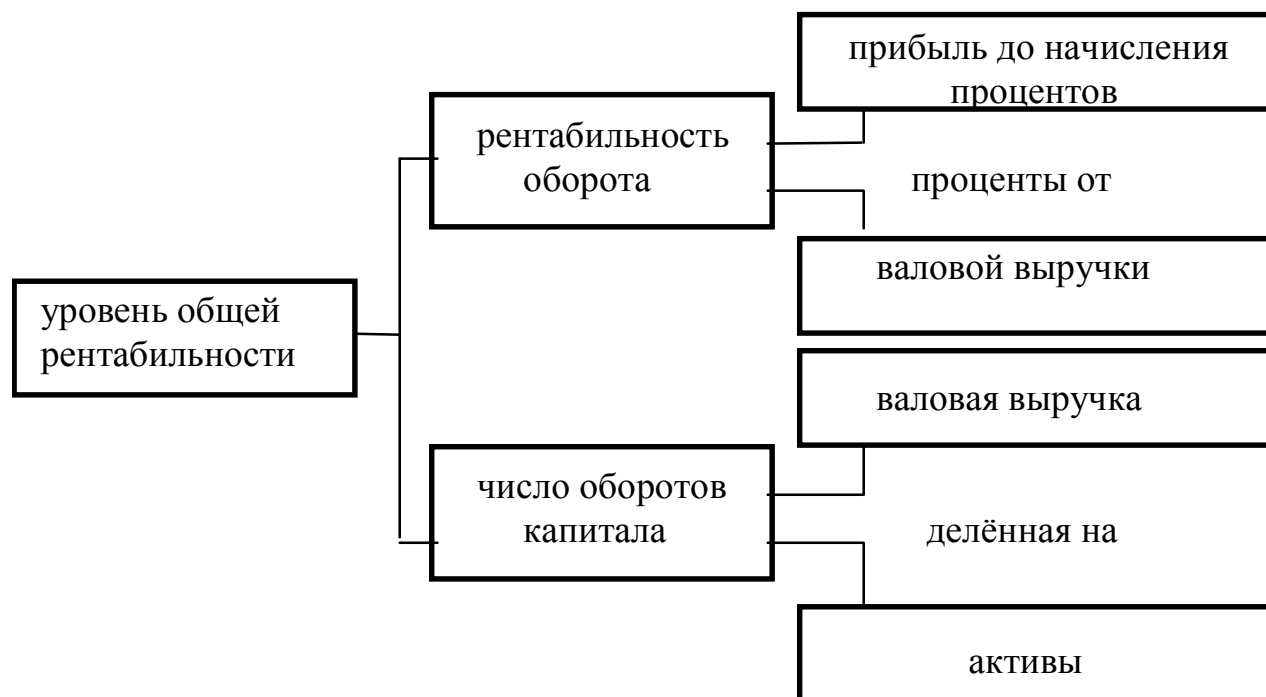 прибыль до начисления
процентов
рентабильность
оборота
проценты от
валовой выручки
уровень общей
рентабильности
валовая выручка
число оборотов
капитала
делённая на
активы